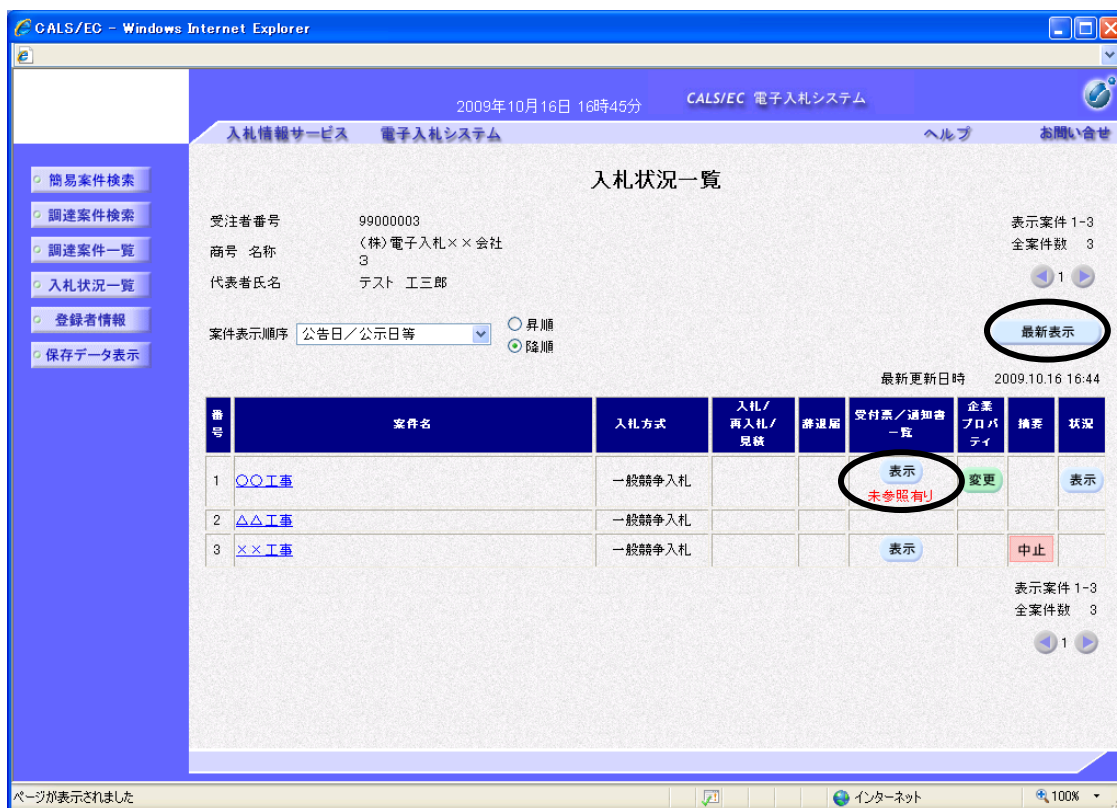 CALS/EC - Windows Internet Explorer
2009年10月16日 16時45分
CALS/EC 電子入札システム
入札情報サービス 電子入札システム ヘルプ お問い合せ
簡易案件検索
調達案件検索
調達案件一覧
入札状況一覧
登録者情報
保存データ表示
入札状況一覧
受注者番号 99000003
商号 名称 (株)電子入札××会社
3
代表者氏名 テスト 工三郎
表示案件 1-3
全案件数 3
1
案件表示順序 公告日/公示日等
昇順
降順
最新表示
最新更新日時 2009.10.16 16:44
番号 案件名 入札方式 入札/再入札/見積 辞退届 受付票/通知書一覧 企業プロパティ 摘要 状況
1 〇〇工事 一般競争入札 表示 未参照有り 変更 表示
2 △△工事 一般競争入札
3 ××工事 一般競争入札 表示 中止
表示案件 1-3
全案件数 3
1
ページが表示されました インターネット 100%